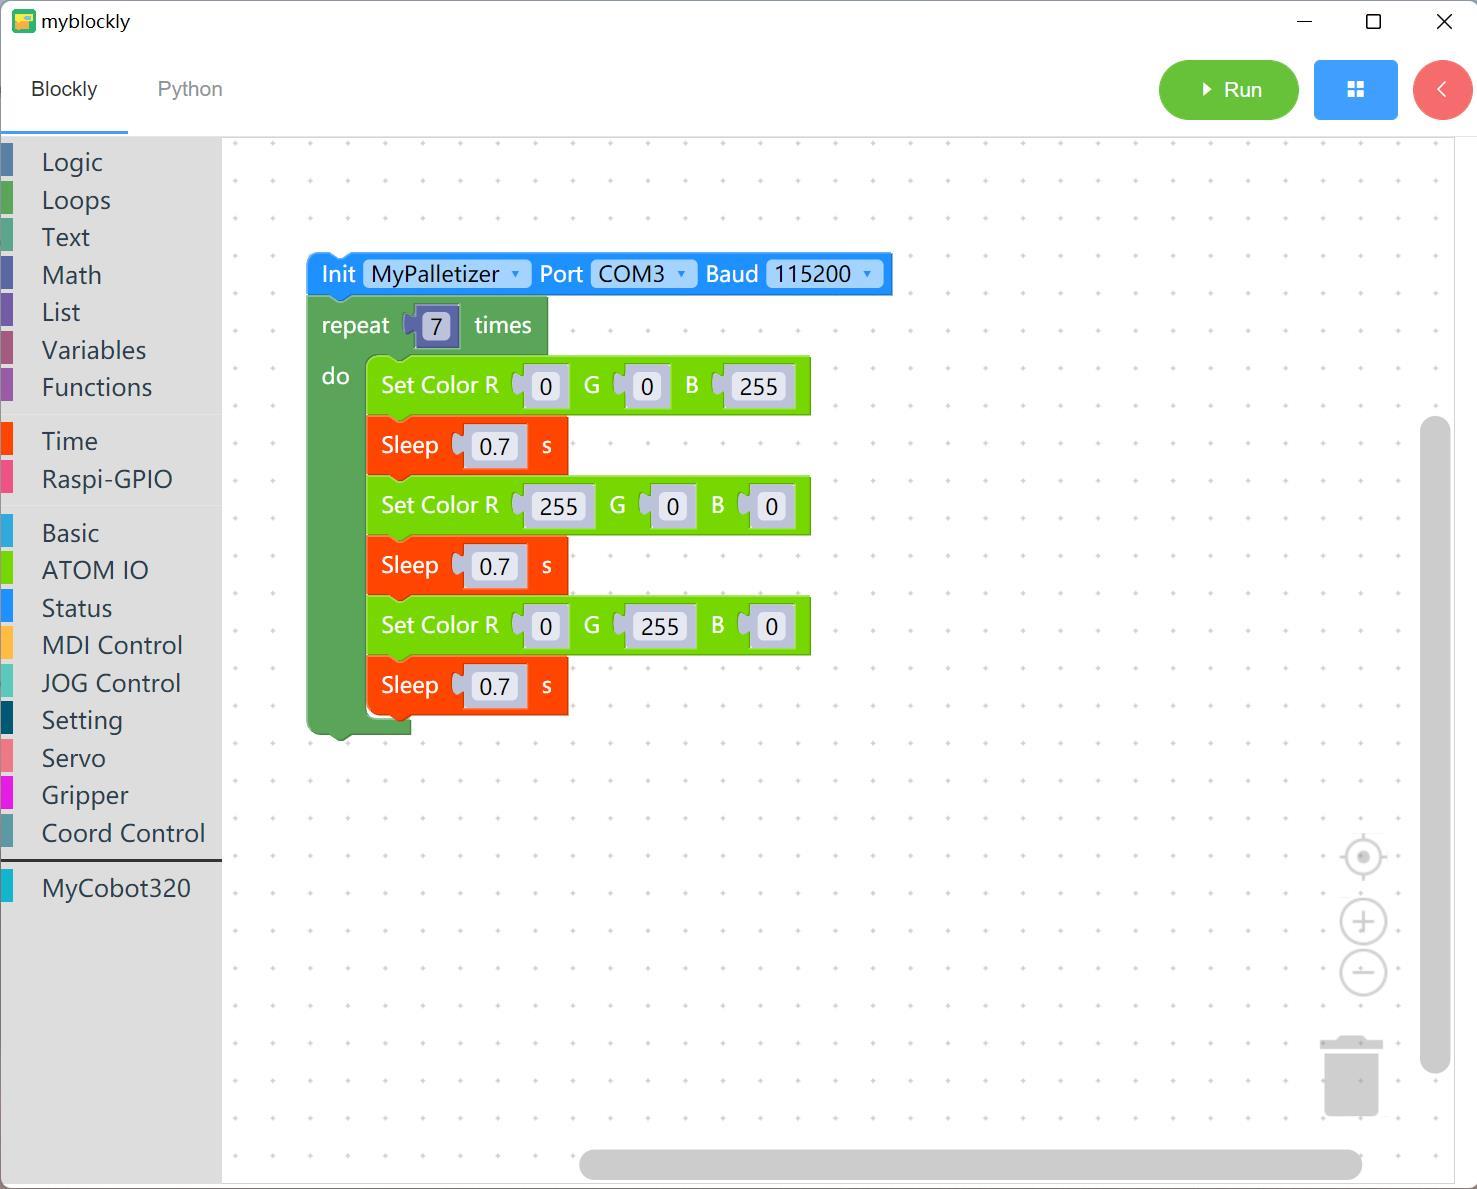 myblockly
Blockly Python Run
Logic
Loops
Text
Math
List
Variables
Functions
Time
Raspi-GPIO
Basic
ATOM IO
Status
MDI Control
JOG Control
Setting
Servo
Gripper
Coord Control
MyCobot320
Init MyPalletizer Port COM3 Baud 115200
repeat 7 times
do Set Color R 0 G 0 B 255
Sleep 0.7 s
Set Color R 255 G 0 B 0
Sleep 0.7 s
Set Color R 0 G 255 B 0
Sleep 0.7 s